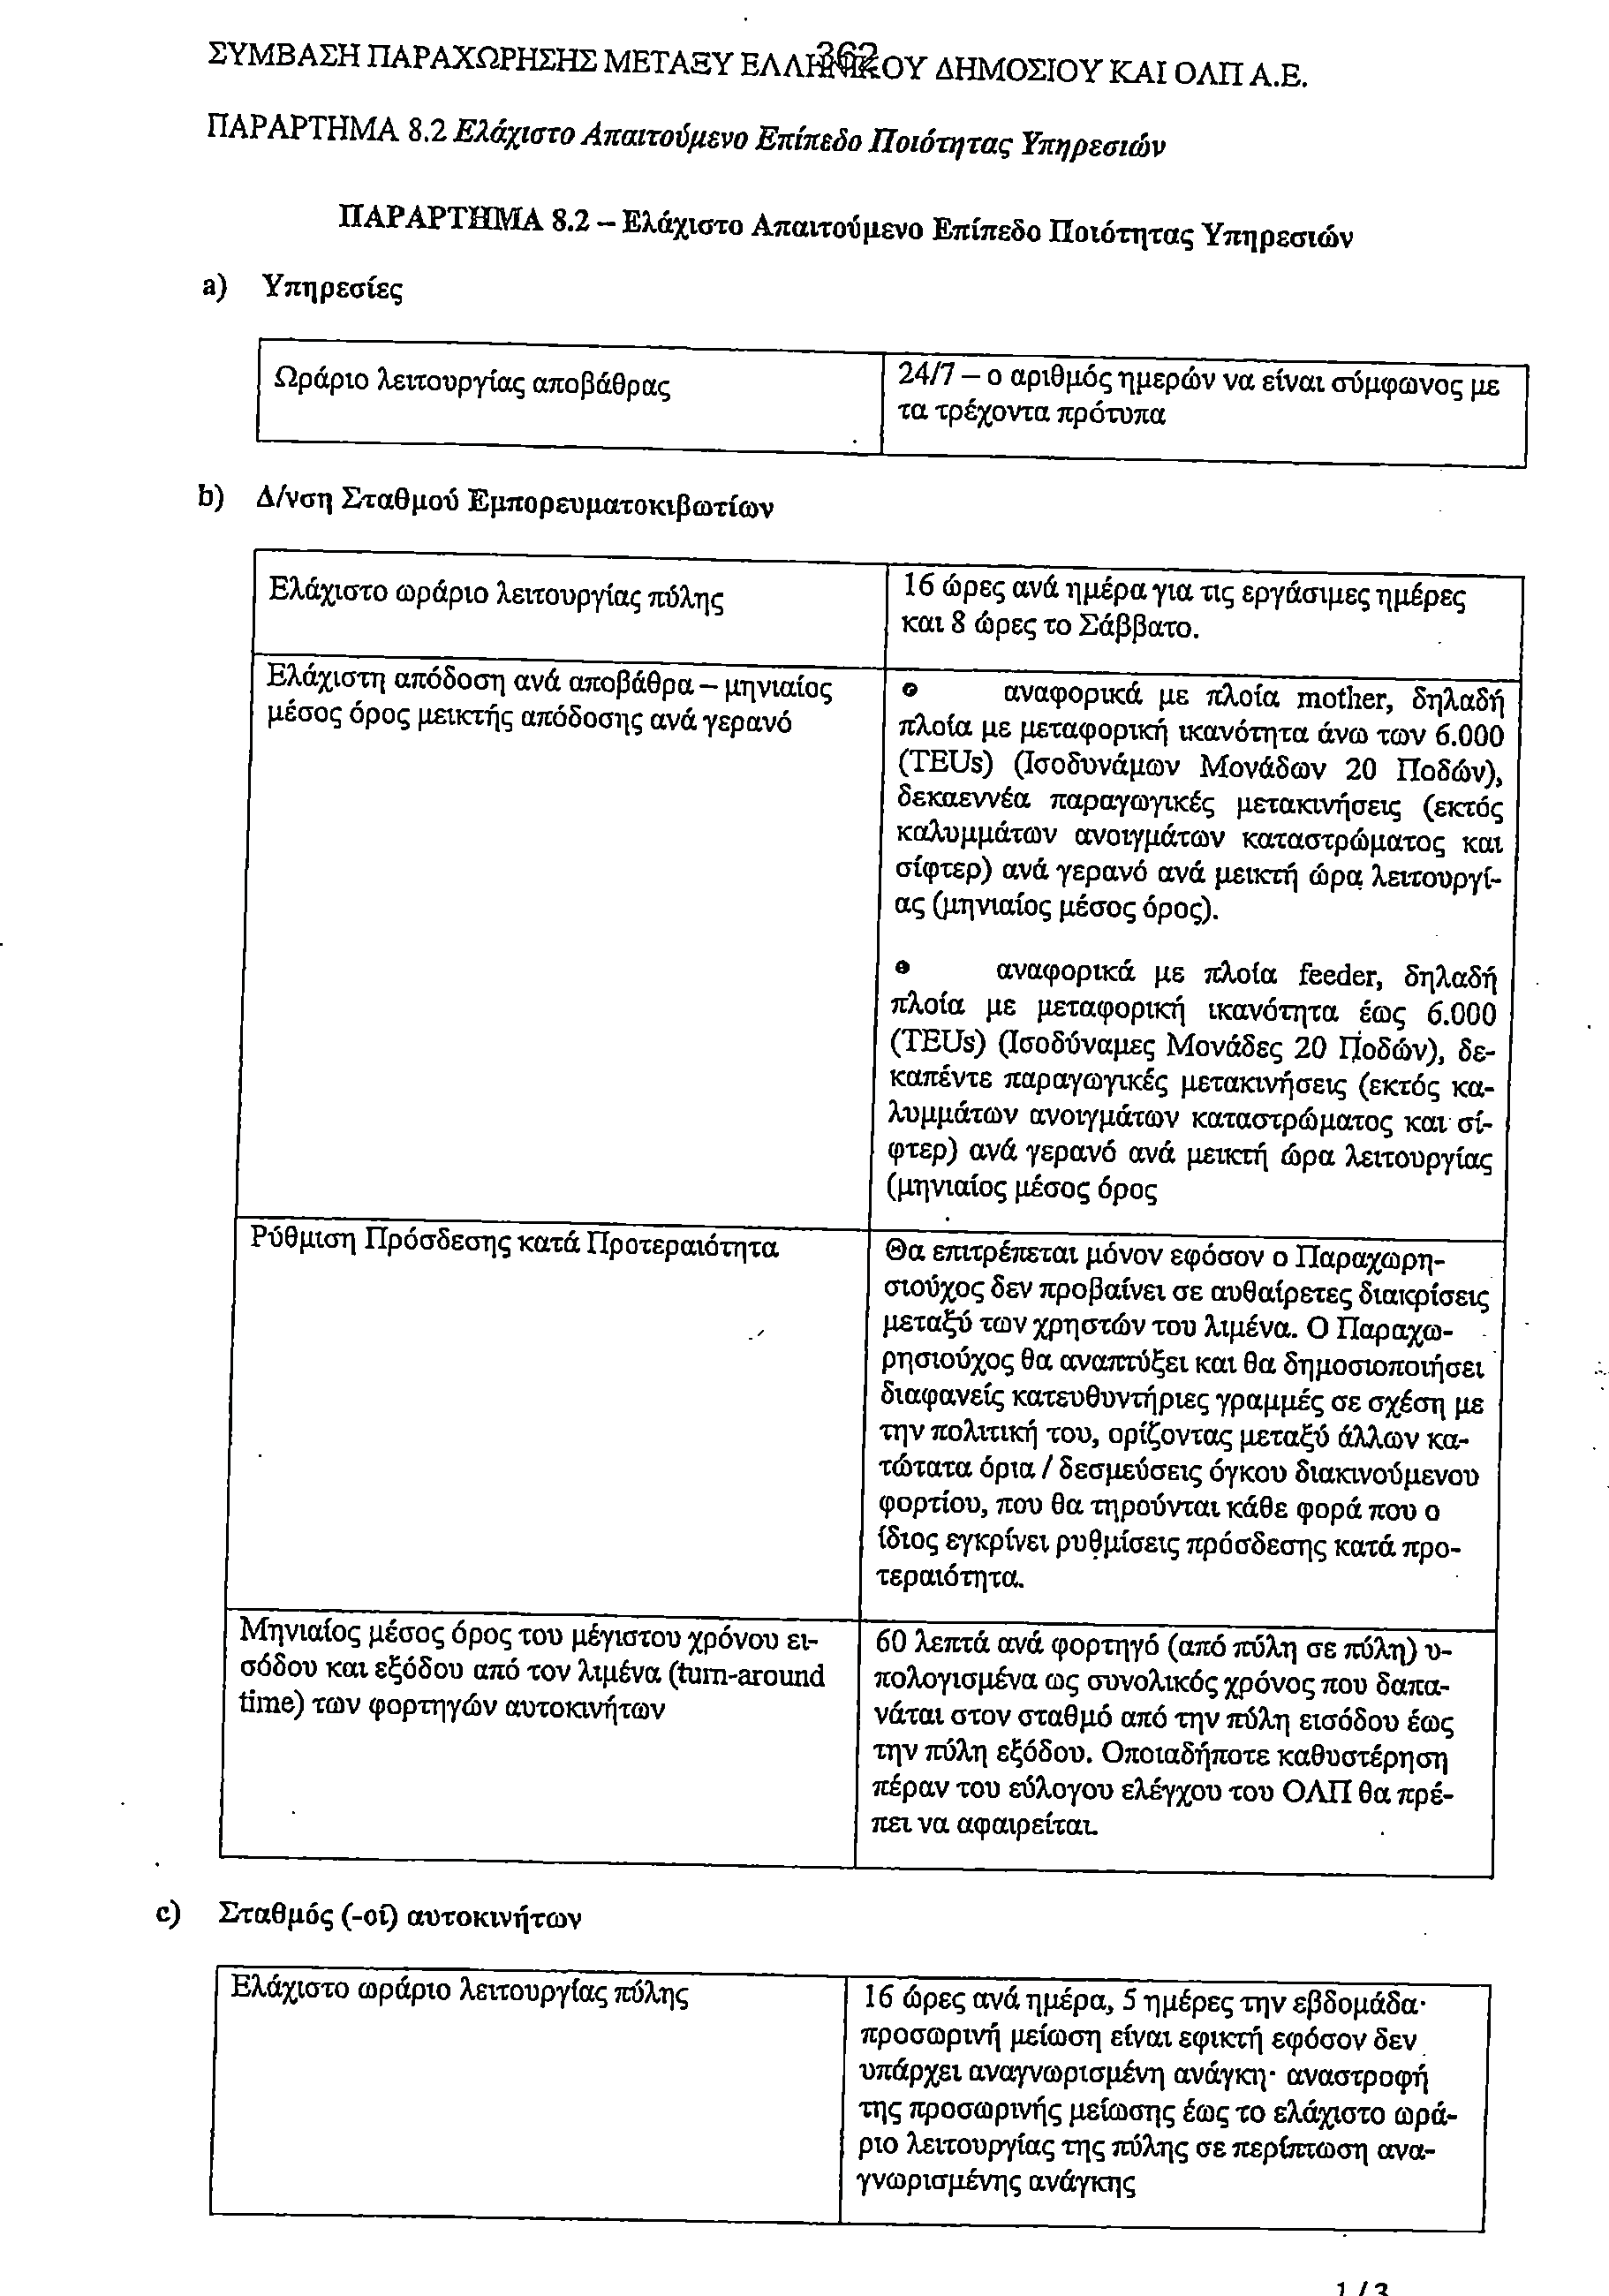 362
ΣΥΜΒΑΣΗ ΠΑΡΑΧΩΡΗΣΗΣ ΜΕΤΑΞΥ ΕΛΛΗΝΙΚΟΥ ΔΗΜΟΣΙΟΥ ΚΑΙ ΟΛΠ Α.Ε.
ΠΑΡΑΡΤΗΜΑ 8.2 Ελάχιστο Απαιτούμενο Επίπεδο Ποιότητας Υπηρεσιών
ΠΑΡΑΡΤΗΜΑ 8.2 – Ελάχιστο Απαιτούμενο Επίπεδο Ποιότητας Υπηρεσιών
a) Υπηρεσίες
Ωράριο λειτουργίας αποβάθρας
24/7 – ο αριθμός ημερών να είναι σύμφωνος με
τα τρέχοντα πρότυπα
b) Δ/νση Σταθμού Εμπορευματοκιβωτίων
Ελάχιστο ωράριο λειτουργίας πύλης
16 ώρες ανά ημέρα για τις εργάσιμες ημέρες
και 8 ώρες το Σάββατο.
Ελάχιστη απόδοση ανά αποβάθρα – μηνιαίος
μέσος όρος μεικτής απόδοσης ανά γερανό
• αναφορικά με πλοία mother, δηλαδή
πλοία με μεταφορική ικανότητα άνω των 6.000
(TEUs) (Ισοδυνάμων Μονάδων 20 Ποδών),
δεκαεννέα παραγωγικές μετακινήσεις (εκτός
καλυμμάτων ανοιγμάτων καταστρώματος και
σίφτερ) ανά γερανό ανά μεικτή ώρα λειτουργί-
ας (μηνιαίος μέσος όρος).
• αναφορικά με πλοία feeder, δηλαδή
πλοία με μεταφορική ικανότητα έως 6.000
(TEUs) (Ισοδύναμες Μονάδες 20 Ποδών), δε-
καπέντε παραγωγικές μετακινήσεις (εκτός κα-
λυμμάτων ανοιγμάτων καταστρώματος και σί-
φτερ) ανά γερανό ανά μεικτή ώρα λειτουργίας
(μηνιαίος μέσος όρος
Ρύθμιση Πρόσδεσης κατά Προτεραιότητα
Θα επιτρέπεται μόνον εφόσον ο Παραχωρη-
σιούχος δεν προβαίνει σε αυθαίρετες διακρίσεις
μεταξύ των χρηστών του λιμένα. Ο Παραχω-
ρησιούχος θα αναπτύξει και θα δημοσιοποιήσει
διαφανείς κατευθυντήριες γραμμές σε σχέση με
την πολιτική του, ορίζοντας μεταξύ άλλων κα-
τώτατα όρια / δεσμεύσεις όγκου διακινούμενου
φορτίου, που θα τηρούνται κάθε φορά που ο
ίδιος εγκρίνει ρυθμίσεις πρόσδεσης κατά προ-
τεραιότητα.
Μηνιαίος μέσος όρος του μέγιστου χρόνου ει-
σόδου και εξόδου από τον λιμένα (turn-around
time) των φορτηγών αυτοκινήτων
60 λεπτά ανά φορτηγό (από πύλη σε πύλη) υ-
πολογισμένα ως συνολικός χρόνος που δαπα-
νάται στον σταθμό από την πύλη εισόδου έως
την πύλη εξόδου. Οποιαδήποτε καθυστέρηση
πέραν του εύλογου ελέγχου του ΟΛΠ θα πρέ-
πει να αφαιρείται.
c) Σταθμός (-οί) αυτοκινήτων
Ελάχιστο ωράριο λειτουργίας πύλης
16 ώρες ανά ημέρα, 5 ημέρες την εβδομάδα·
προσωρινή μείωση είναι εφικτή εφόσον δεν
υπάρχει αναγνωρισμένη ανάγκη· αναστροφή
της προσωρινής μείωσης έως το ελάχιστο ωρά-
ριο λειτουργίας της πύλης σε περίπτωση ανα-
γνωρισμένης ανάγκης
1 / 3